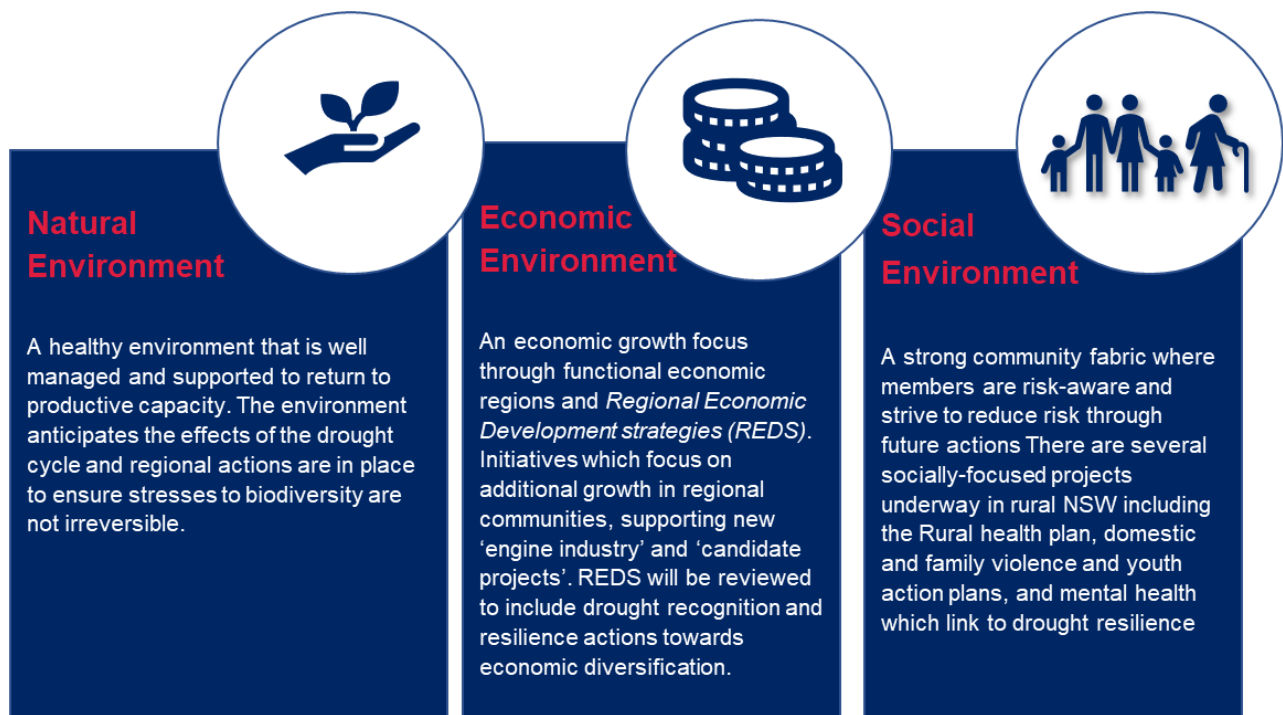 Natural
Environment
A healthy environment that is well
managed and supported to return to
productive capacity. The environment
anticipates the effects of the drought
cycle and regional actions are in place
to ensure stresses to biodiversity are
not irreversible.
Economic
Environment
An economic growth focus
through functional economic
regions and Regional Economic
Development strategies (REDS).
Initiatives which focus on
additional growth in regional
communities, supporting new
‘engine industry’ and ‘candidate
projects’. REDS will be reviewed
to include drought recognition and
resilience actions towards
economic diversification.
Social
Environment
A strong community fabric where
members are risk-aware and
strive to reduce risk through
future actions There are several
socially-focused projects
underway in rural NSW including
the Rural health plan, domestic
and family violence and youth
action plans, and mental health
which link to drought resilience